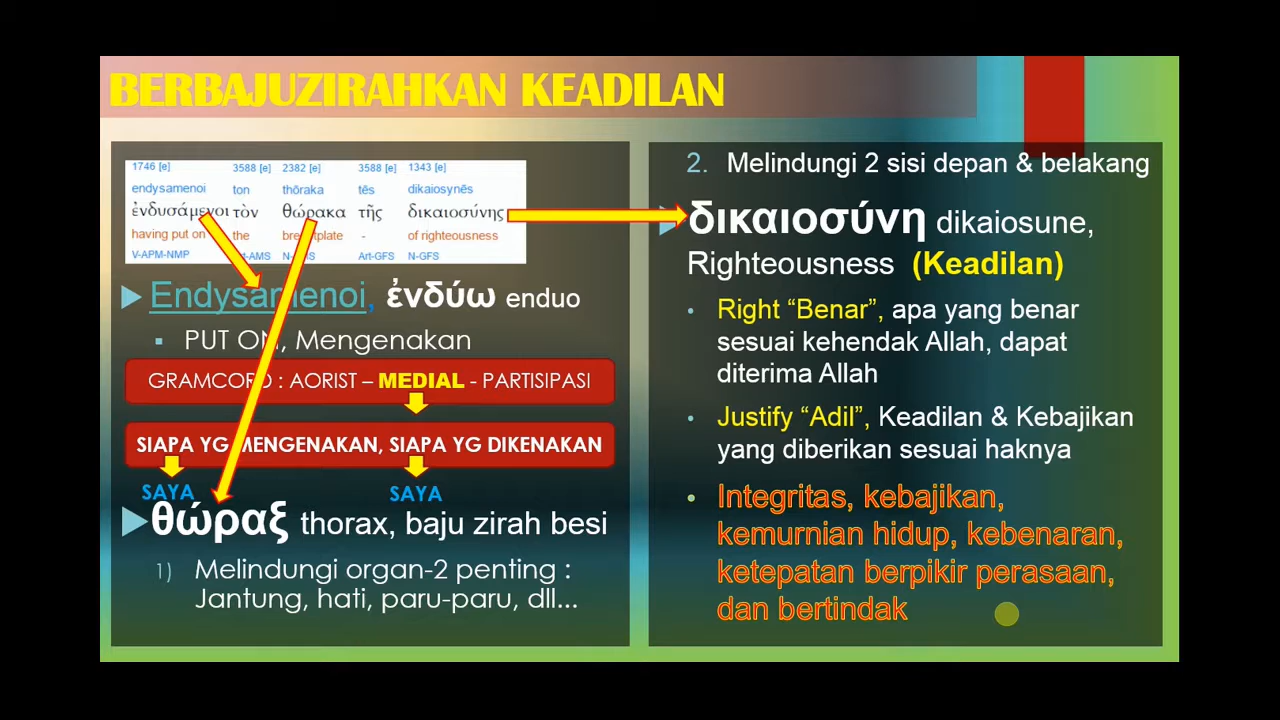 BERBAJUZIRAHKAN KEADILAN
1746 [e] 3588 [e] 2382 [e] 3588 [e] 1343 [e]
endysamenoi ton thōraka tēs dikaiosynēs
ἐνδυσάμενοι τὸν θώρακα τῆς δικαιοσύνης
having put on the breastplate - of righteousness
V-APM-NMP Art-AMS Art-GFS N-GFS
Endysamenoi, ἐνδύω enduo
PUT ON, Mengenakan
GRAMCORD : AORIST – MEDIAL - PARTISIPASI
SIAPA YG MENGENAKAN, SIAPA YG DIKENAKAN
SAYA SAYA
θώραξ thorax, baju zirah besi
1) Melindungi organ-2 penting :
Jantung, hati, paru-paru, dll...
2. Melindungi 2 sisi depan & belakang
δικαιοσύνη dikaiosune,
Righteousness (Keadilan)
Right “Benar”, apa yang benar
sesuai kehendak Allah, dapat
diterima Allah
Justify “Adil”, Keadilan & Kebajikan
yang diberikan sesuai haknya
Integritas, kebajikan,
kemurnian hidup, kebenaran,
ketepatan berpikir perasaan,
dan bertindak